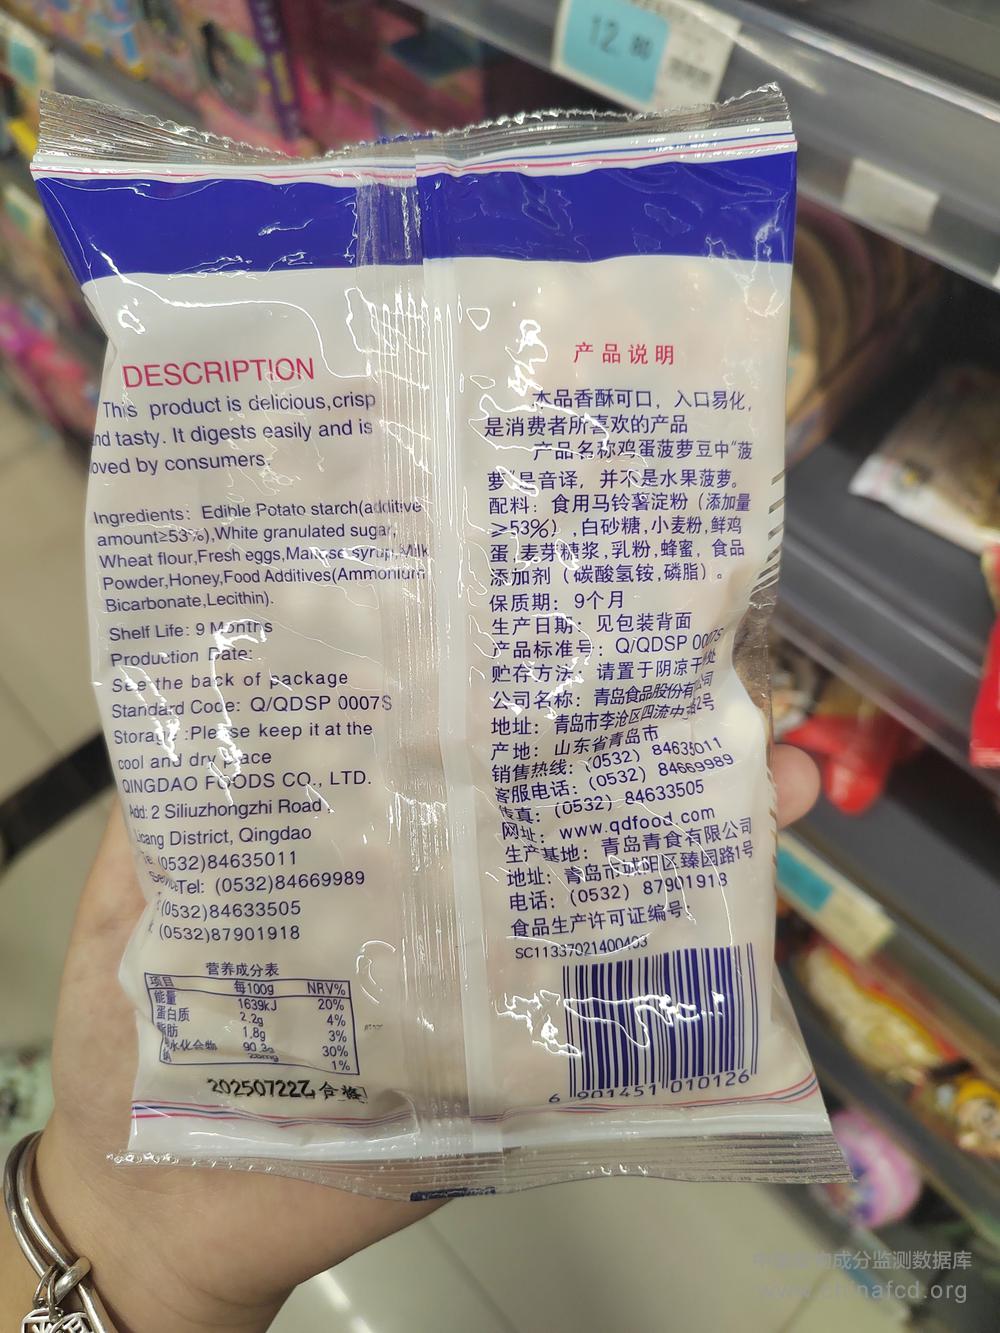 12.80
DESCRIPTION
This product is delicious,crisp
nd tasty. It digests easily and is
oved by consumers.
Ingredients: Edible Potato starch(additive
amount≥53%),White granulated sugar,
Wheat flour,Fresh eggs,Maltose syrup,Milk
Powder,Honey,Food Additives(Ammonium
Bicarbonate,Lecithin).
Shelf Life: 9 Months
Production Date:
See the back of package
Standard Code: Q/QDSP 0007S
Storage :Please keep it at the
cool and dry place
QINGDAO FOODS CO., LTD.
Add: 2 Siliuzhongzhi Road
Licang District, Qingdao
Te (0532)84635011
Tel: (0532)84669989
(0532)84633505
(0532)87901918
营养成分表
项目 每100g NRV%
能量 1639kJ 20%
蛋白质 2.2g 4%
脂肪 1.8g 3%
水化合物 90.3g 30%
1%
20250722乙 合格
产品说明
本品香酥可口，入口易化，
是消费者所喜欢的产品
产品名称鸡蛋菠萝豆中“菠
萝”是音译，并不是水果菠萝。
配料：食用马铃薯淀粉（添加量
≥53%）,白砂糖,小麦粉,鲜鸡
蛋,麦芽糖浆,乳粉,蜂蜜，食品
添加剂（碳酸氢铵,磷脂）。
保质期：9个月
生产日期：见包装背面
产品标准号：Q/QDSP 0007S
贮存方法：请置于阴凉干 处
公司名称：青岛食品股份有 公司
地址：青岛市李沧区四流中支2号
产地：山东省青岛市
销售热线：(0532) 84635011
客服电话：(0532) 84669989
传真：(0532) 84633505
网址：www.qdfood.com
生产基地：青岛青食有限公司
地址：青岛市城阳区臻园路1号
电话：(0532) 87901918
食品生产许可证编号：
SC11337021400403
6 901451 010126
中国食物成分监测数据库
www.chinafcd.org